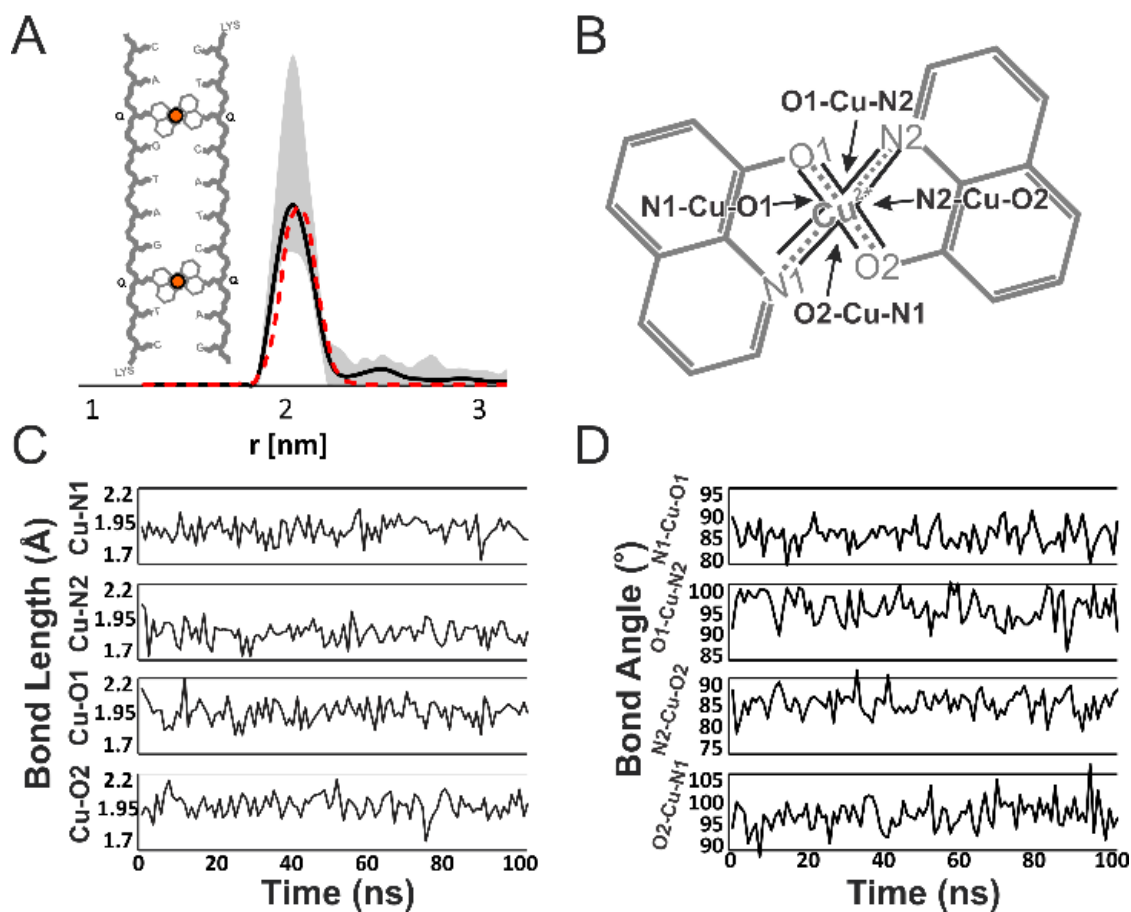 A
LYS
C G
A T
Q Q
G C
T A
A T
G C
Q Q
T A
C G
LYS
1 2 3
r [nm]
B
O1-Cu-N2
O1 N2
N1-Cu-O1 Cu2+ N2-Cu-O2
N1 O2
O2-Cu-N1
C
Bond Length (Å)
Cu-N1
2.2
1.95
1.7
Cu-N2
2.2
1.95
1.7
Cu-O1
2.2
1.95
1.7
Cu-O2
2.2
1.95
1.7
0 20 40 60 80 100
Time (ns)
D
Bond Angle (°)
N1-Cu-O1
95
90
85
80
O1-Cu-N2
100
95
90
85
N2-Cu-O2
90
85
80
75
O2-Cu-N1
105
100
95
90
0 20 40 60 80 100
Time (ns)